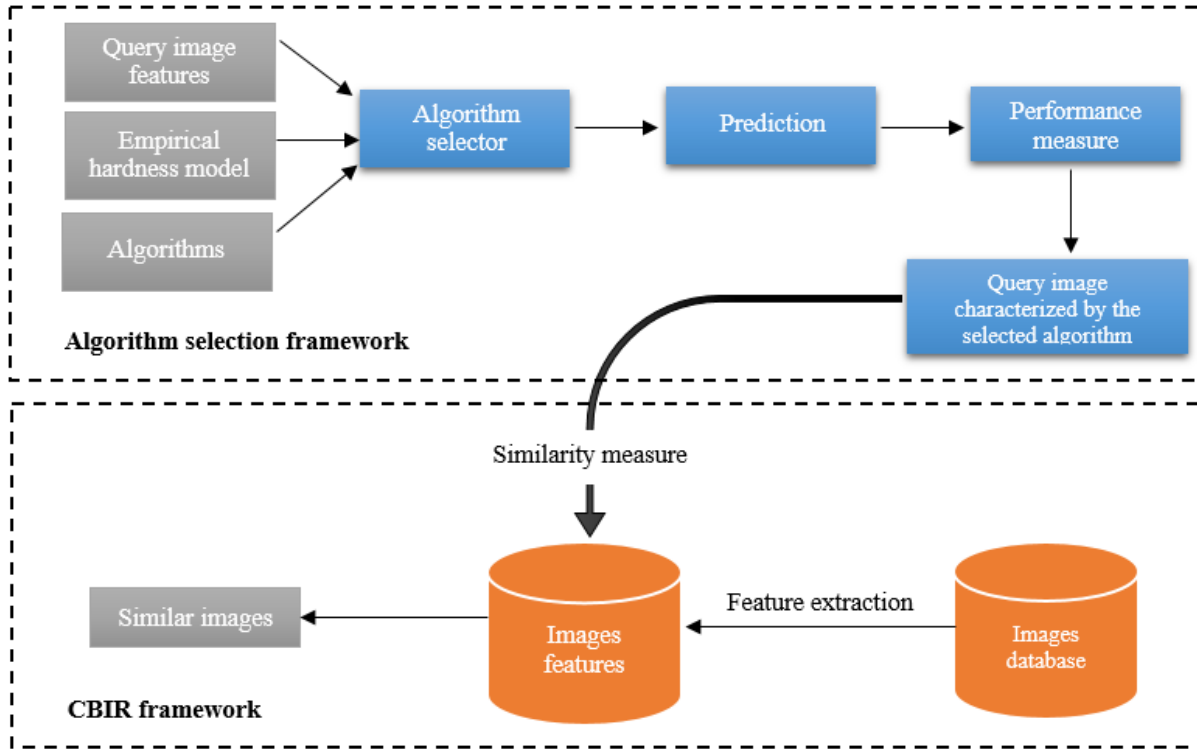 Query image
features
Empirical
hardness model
Algorithms
Algorithm
selector
Prediction
Performance
measure
Query image
characterized by the
selected algorithm
Algorithm selection framework
Similarity measure
Similar images
Images
features
Feature extraction
Images
database
CBIR framework